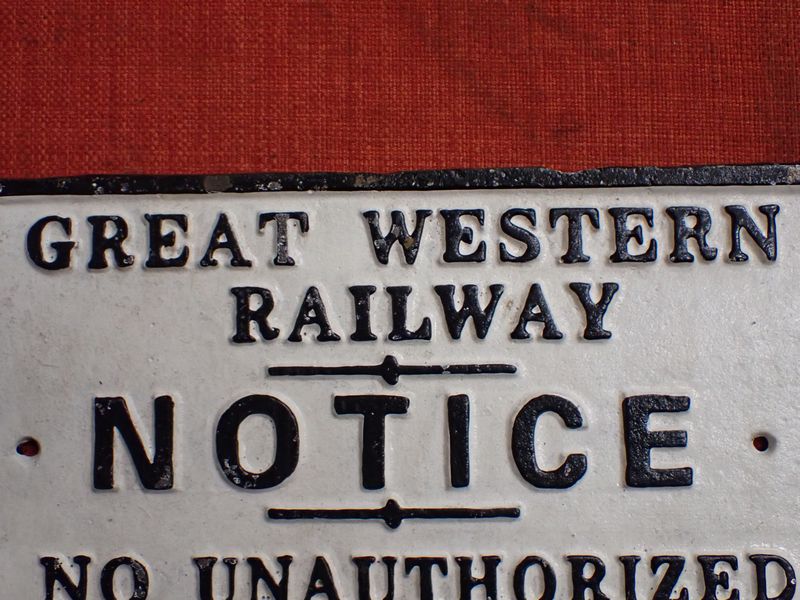 GREAT WESTERN
RAILWAY
NOTICE
NO UNAUTHORIZED